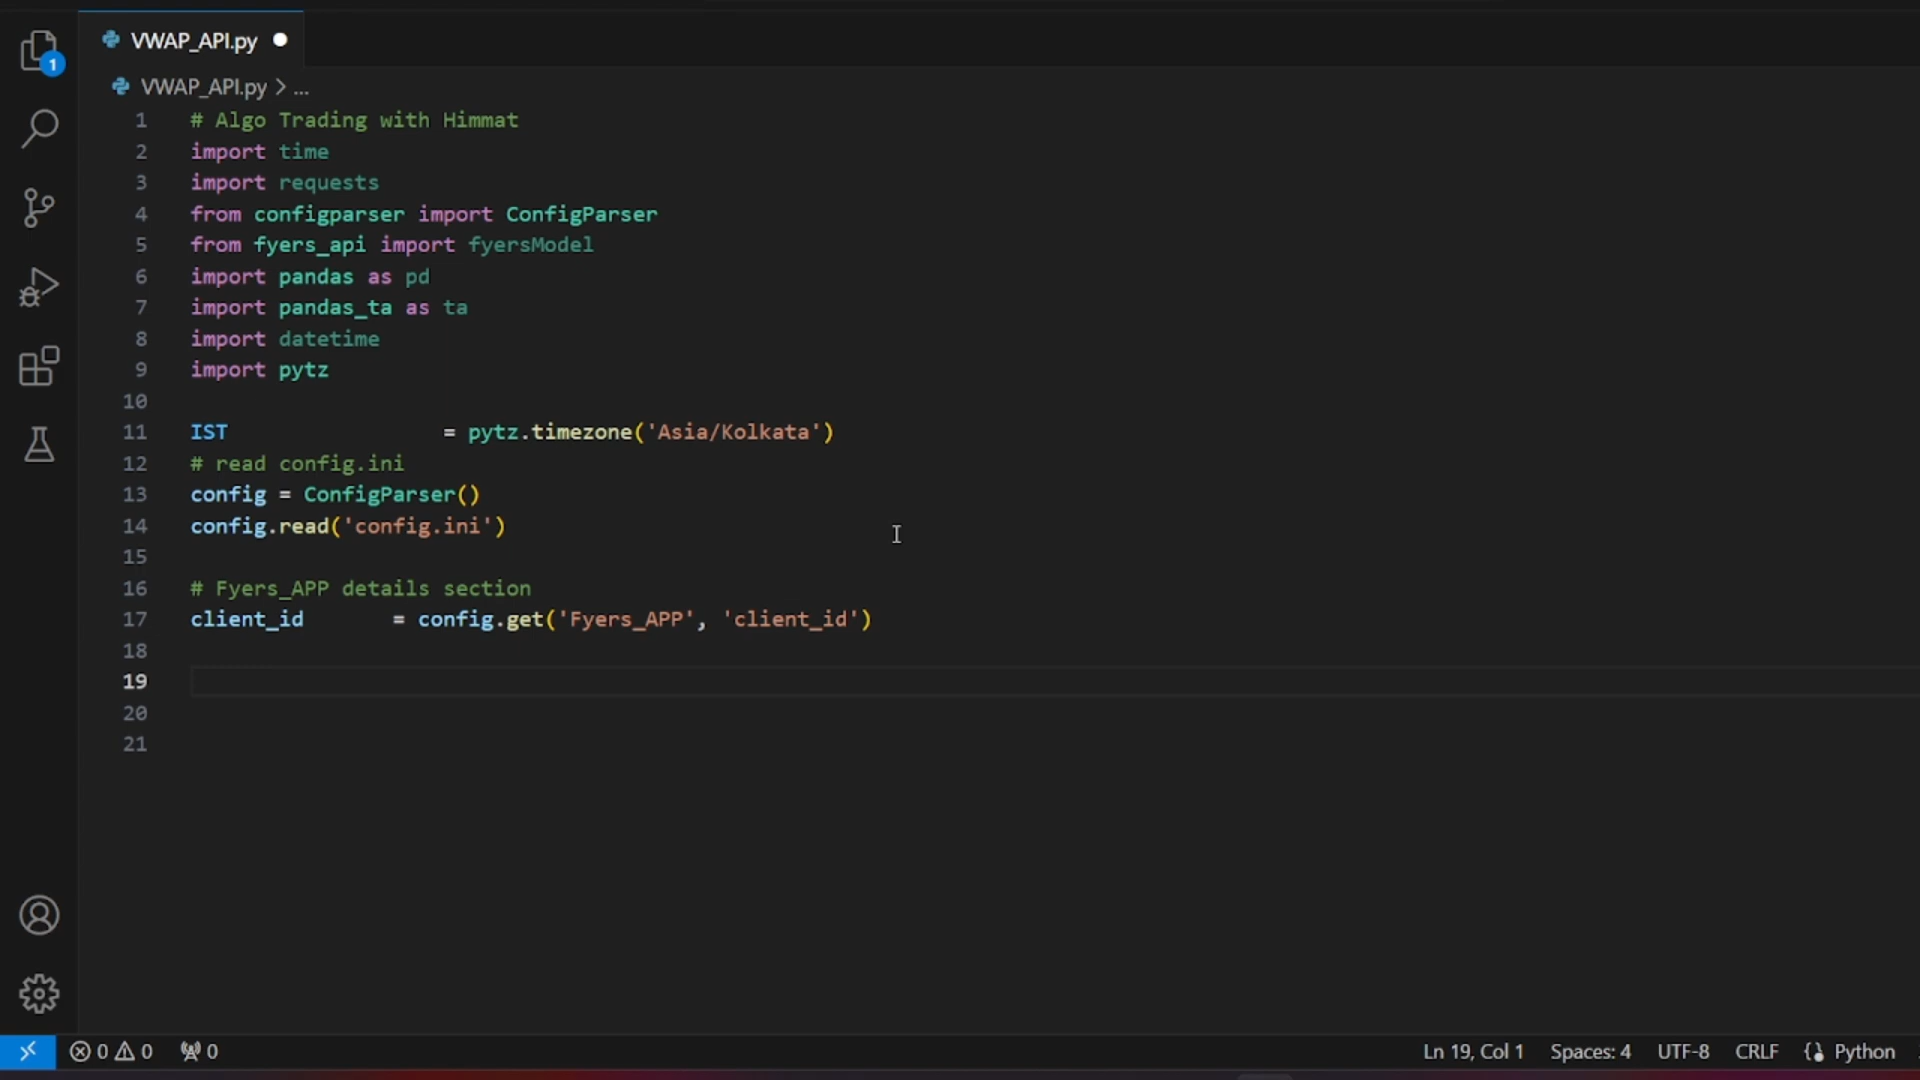 VWAP_API.py
1
VWAP_API.py > ...
1 # Algo Trading with Himmat
2 import time
3 import requests
4 from configparser import ConfigParser
5 from fyers_api import fyersModel
6 import pandas as pd
7 import pandas_ta as ta
8 import datetime
9 import pytz
10
11 IST = pytz.timezone('Asia/Kolkata')
12 # read config.ini
13 config = ConfigParser()
14 config.read('config.ini')
15
16 # Fyers_APP details section
17 client_id = config.get('Fyers_APP', 'client_id')
18
19
20
21
0 0 0 Ln 19, Col 1 Spaces: 4 UTF-8 CRLF {} Python